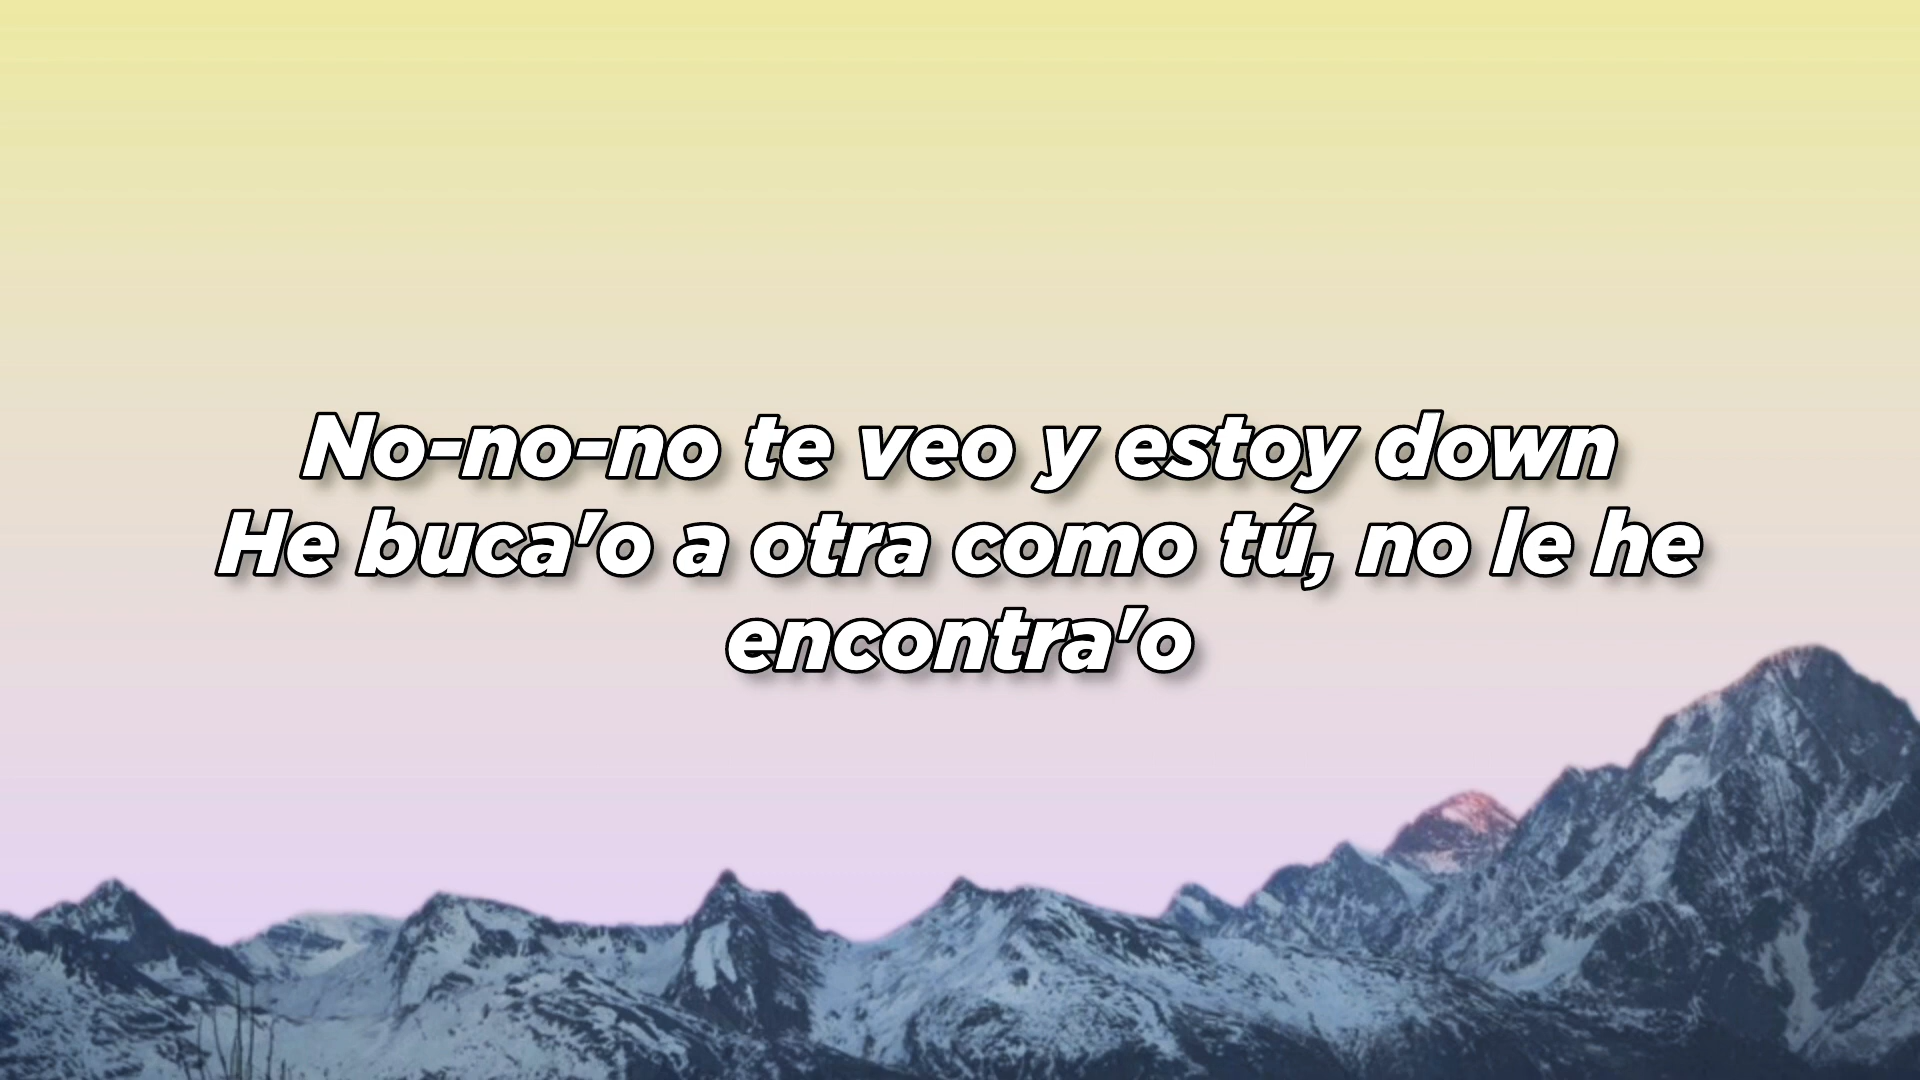 No-no-no te veo y estoy down
He buca'o a otra como tú, no le he
encontra'o